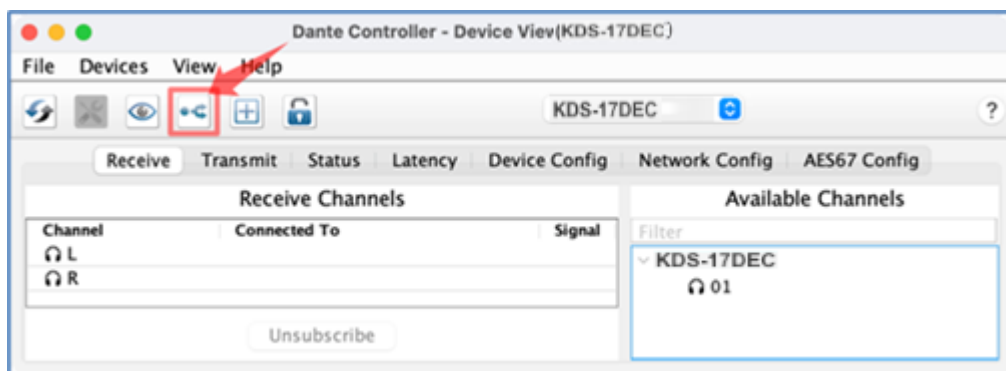 Dante Controller - Device Viev(KDS-17DEC)
File Devices View Help
KDS-17DEC ?
Receive Transmit Status Latency Device Config Network Config AES67 Config
Receive Channels
Channel Connected To Signal
L
R
Unsubscribe
Available Channels
Filter
KDS-17DEC
01